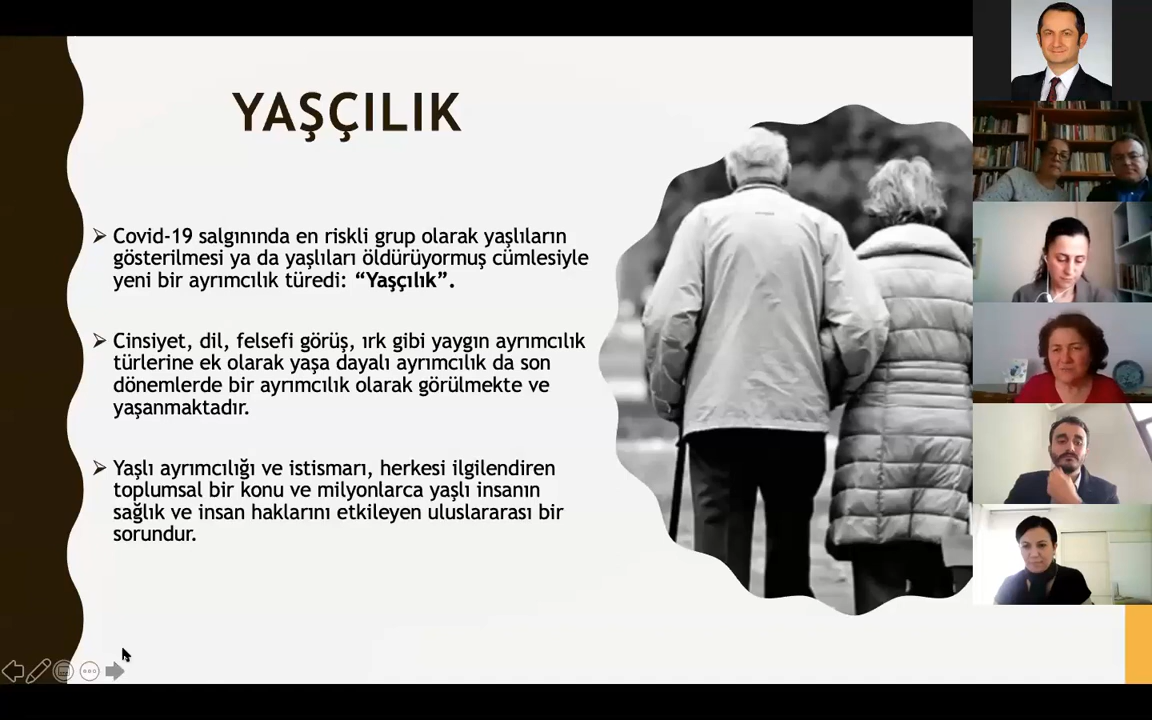 YAŞÇILIK
➢ Covid-19 salgınında en riskli grup olarak yaşlıların
gösterilmesi ya da yaşlıları öldürüyormuş cümlesiyle
yeni bir ayrımcılık türedi: “Yaşçılık”.
➢ Cinsiyet, dil, felsefi görüş, ırk gibi yaygın ayrımcılık
türlerine ek olarak yaşa dayalı ayrımcılık da son
dönemlerde bir ayrımcılık olarak görülmekte ve
yaşanmaktadır.
➢ Yaşlı ayrımcılığı ve istismarı, herkesi ilgilendiren
toplumsal bir konu ve milyonlarca yaşlı insanın
sağlık ve insan haklarını etkileyen uluslararası bir
sorundur.